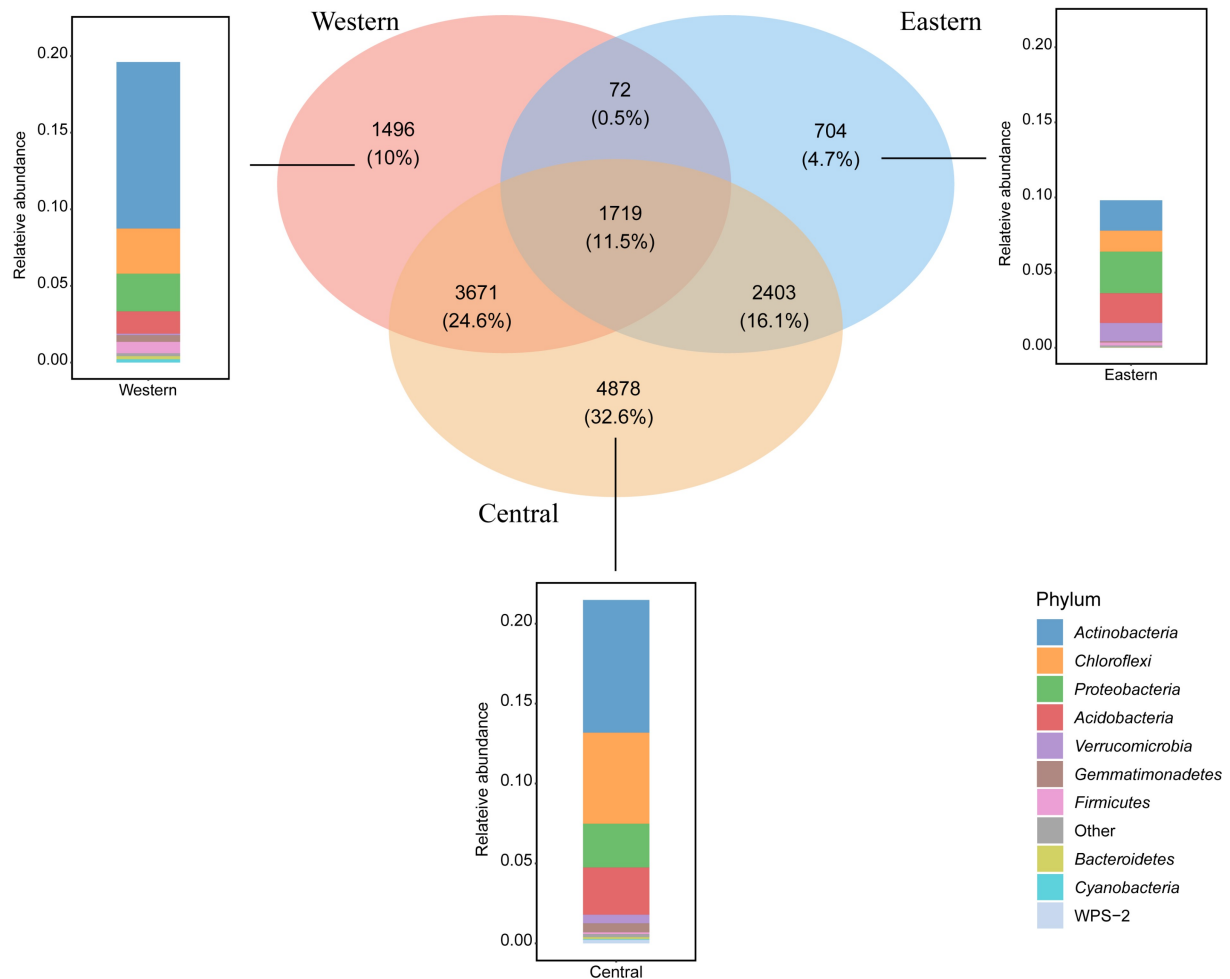 Western
Eastern
0.20
0.15
0.10
0.05
0.00
Relateive abundance
Western
1496
(10%)
72
(0.5%)
704
(4.7%)
1719
(11.5%)
3671
(24.6%)
2403
(16.1%)
4878
(32.6%)
Central
0.20
0.15
0.10
0.05
0.00
Relateive abundance
Eastern
0.20
0.15
0.10
0.05
0.00
Relateive abundance
Central
Phylum
Actinobacteria
Chloroflexi
Proteobacteria
Acidobacteria
Verrucomicrobia
Gemmatimonadetes
Firmicutes
Other
Bacteroidetes
Cyanobacteria
WPS−2